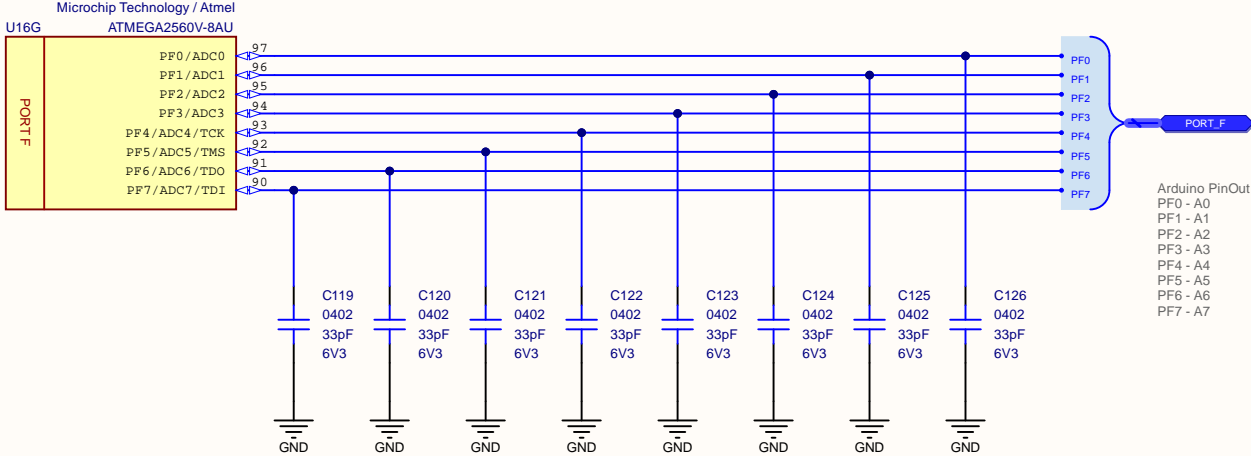 Microchip Technology / Atmel
U16G ATMEGA2560V-8AU
PORT F
PF0/ADC0 97 PF0
PF1/ADC1 96 PF1
PF2/ADC2 95 PF2
PF3/ADC3 94 PF3
PF4/ADC4/TCK 93 PF4
PF5/ADC5/TMS 92 PF5
PF6/ADC6/TDO 91 PF6
PF7/ADC7/TDI 90 PF7
PORT_F
Arduino PinOut
PF0 - A0
PF1 - A1
PF2 - A2
PF3 - A3
PF4 - A4
PF5 - A5
PF6 - A6
PF7 - A7
C119 C120 C121 C122 C123 C124 C125 C126
0402 0402 0402 0402 0402 0402 0402 0402
33pF 33pF 33pF 33pF 33pF 33pF 33pF 33pF
6V3 6V3 6V3 6V3 6V3 6V3 6V3 6V3
GND GND GND GND GND GND GND GND